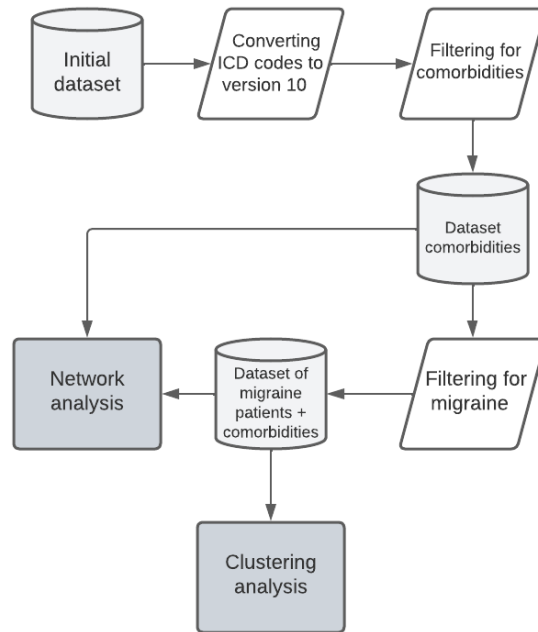 Initial
dataset
Converting
ICD codes to
version 10
Filtering for
comorbidities
Dataset
comorbidities
Network
analysis
Dataset of
migraine
patients +
comorbidities
Filtering for
migraine
Clustering
analysis